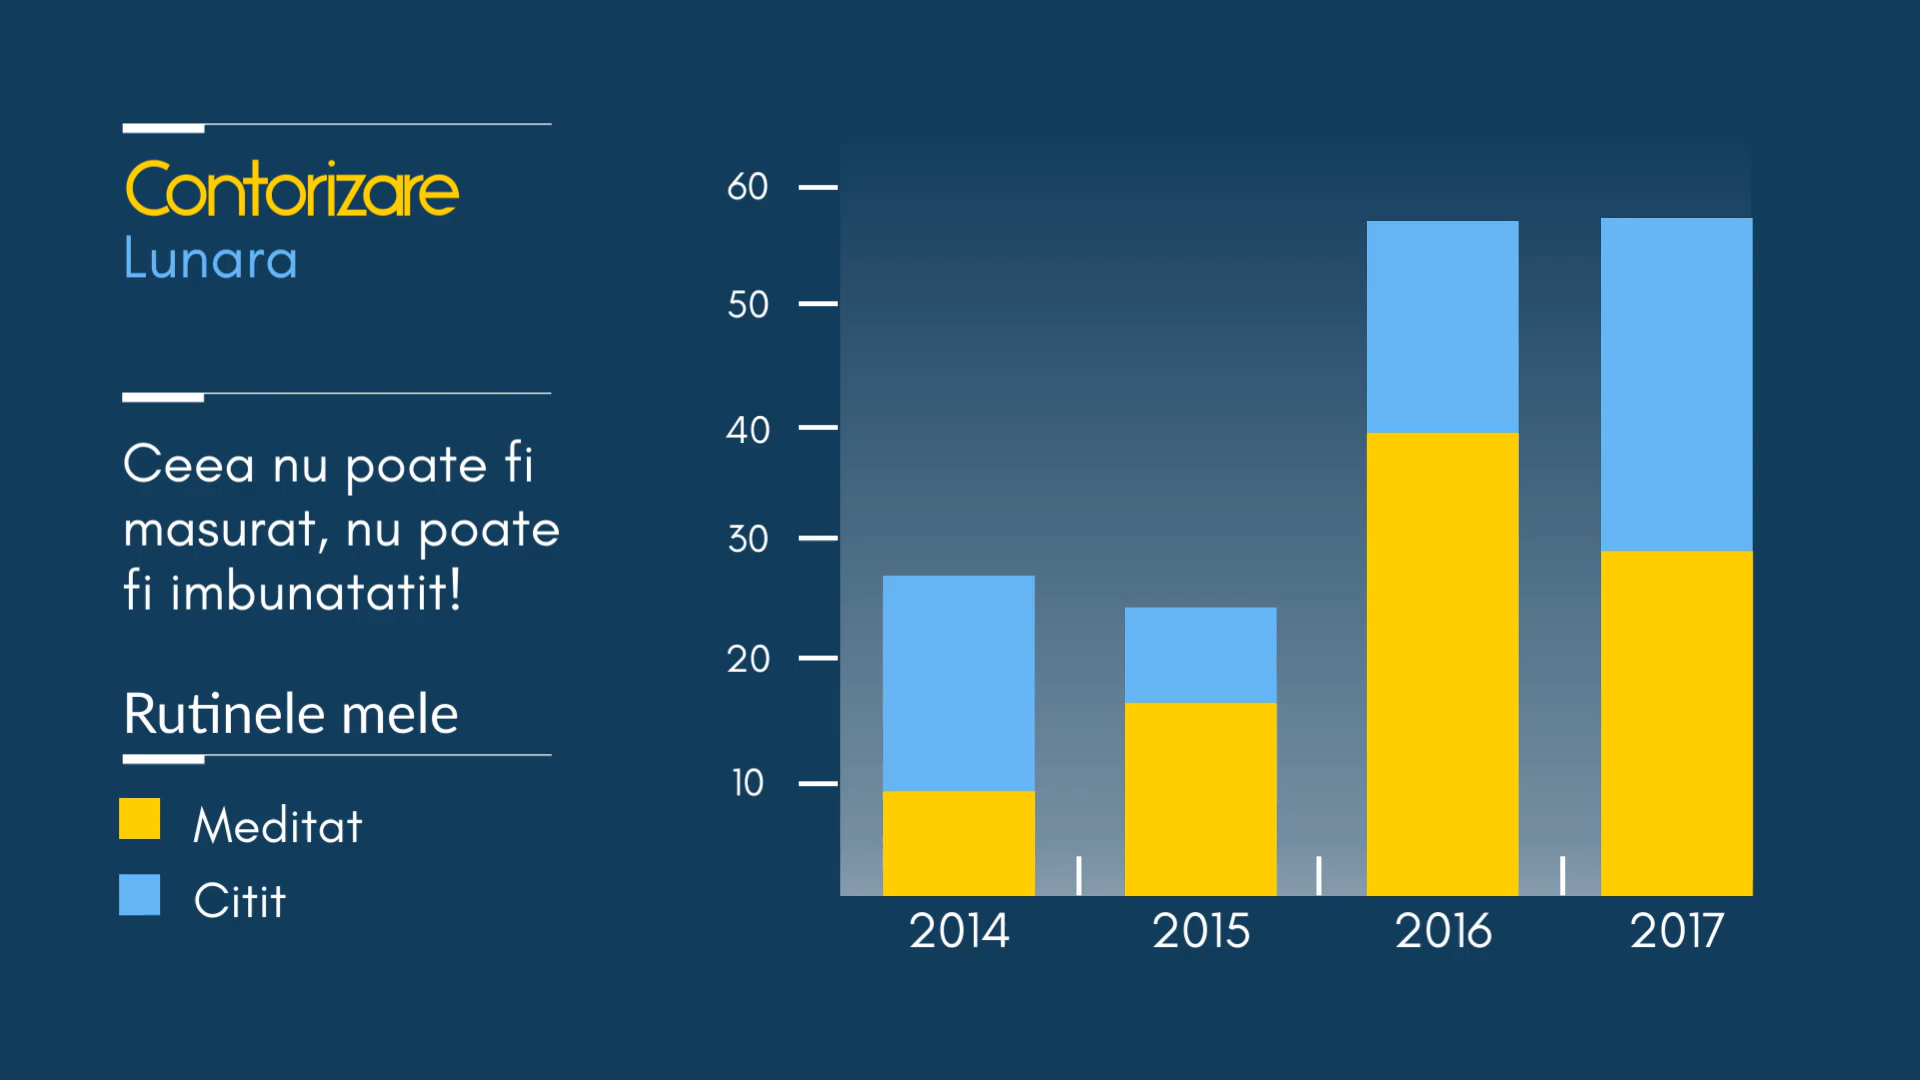 Contorizare
Lunara
Ceea nu poate fi
masurat, nu poate
fi imbunatatit!
Rutinele mele
Meditat
Citit
60
50
40
30
20
10
2014 2015 2016 2017